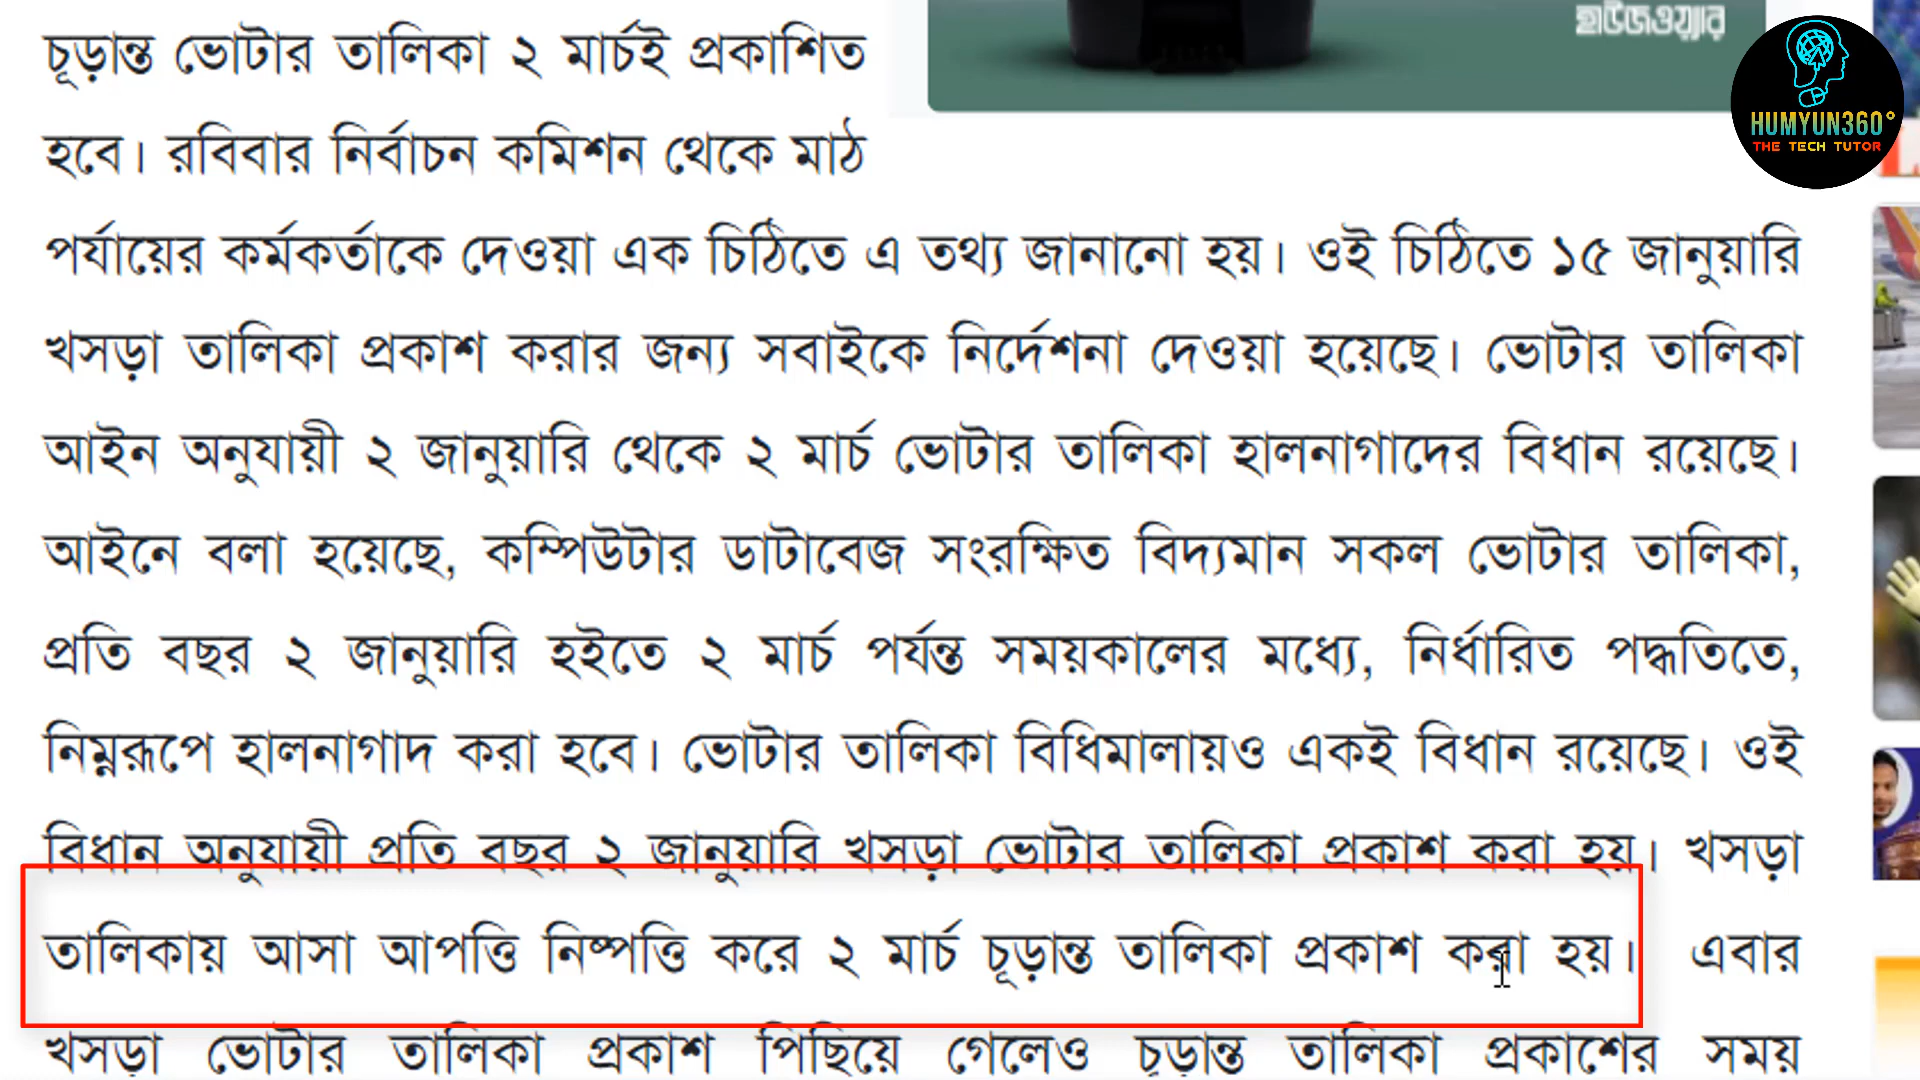 হাউজওয়্যার
HUMYUN360°
THE TECH TUTOR
চূড়ান্ত ভোটার তালিকা ২ মার্চই প্রকাশিত
হবে। রবিবার নির্বাচন কমিশন থেকে মাঠ
পর্যায়ের কর্মকর্তাকে দেওয়া এক চিঠিতে এ তথ্য জানানো হয়। ওই চিঠিতে ১৫ জানুয়ারি
খসড়া তালিকা প্রকাশ করার জন্য সবাইকে নির্দেশনা দেওয়া হয়েছে। ভোটার তালিকা
আইন অনুযায়ী ২ জানুয়ারি থেকে ২ মার্চ ভোটার তালিকা হালনাগাদের বিধান রয়েছে।
আইনে বলা হয়েছে, কম্পিউটার ডাটাবেজ সংরক্ষিত বিদ্যমান সকল ভোটার তালিকা,
প্রতি বছর ২ জানুয়ারি হইতে ২ মার্চ পর্যন্ত সময়কালের মধ্যে, নির্ধারিত পদ্ধতিতে,
নিম্নরূপে হালনাগাদ করা হবে। ভোটার তালিকা বিধিমালায়ও একই বিধান রয়েছে। ওই
বিধান অনুযায়ী প্রতি বছর ২ জানুয়ারি খসড়া ভোটার তালিকা প্রকাশ করা হয়। খসড়া
তালিকায় আসা আপত্তি নিষ্পত্তি করে ২ মার্চ চূড়ান্ত তালিকা প্রকাশ করা হয়। এবার
খসড়া ভোটার তালিকা প্রকাশ পিছিয়ে গেলেও চূড়ান্ত তালিকা প্রকাশের সময়